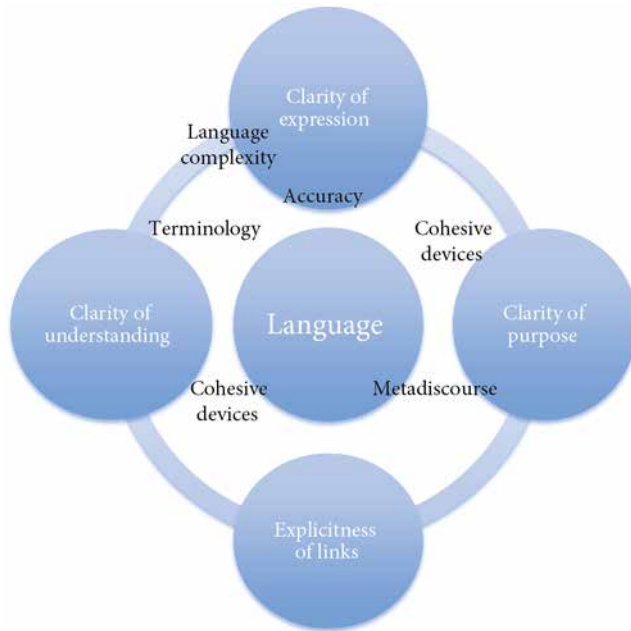 Clarity of
expression
Language
complexity
Accuracy
Terminology
Cohesive
devices
Clarity of
understanding
Language
Clarity of
purpose
Cohesive
devices
Metadiscourse
Explicitness
of links